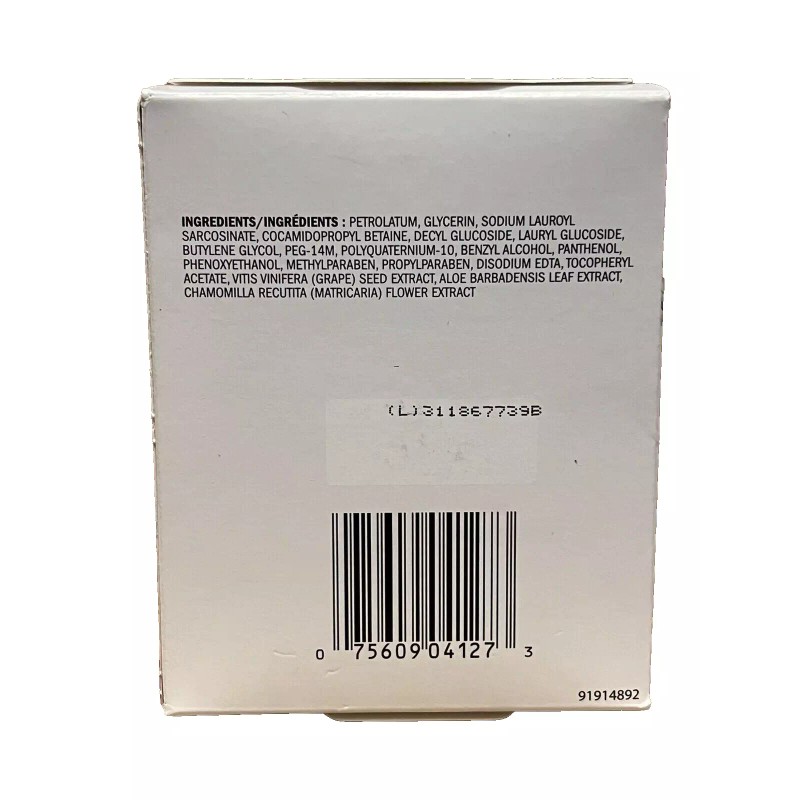 INGREDIENTS/INGRÉDIENTS : PETROLATUM, GLYCERIN, SODIUM LAUROYL
SARCOSINATE, COCAMIDOPROPYL BETAINE, DECYL GLUCOSIDE, LAURYL GLUCOSIDE,
BUTYLENE GLYCOL, PEG-14M, POLYQUATERNIUM-10, BENZYL ALCOHOL, PANTHENOL,
PHENOXYETHANOL, METHYLPARABEN, PROPYLPARABEN, DISODIUM EDTA, TOCOPHERYL
ACETATE, VITIS VINIFERA (GRAPE) SEED EXTRACT, ALOE BARBADENSIS LEAF EXTRACT,
CHAMOMILLA RECUTITA (MATRICARIA) FLOWER EXTRACT
(L)311867739B
0 75609 04127 3
91914892